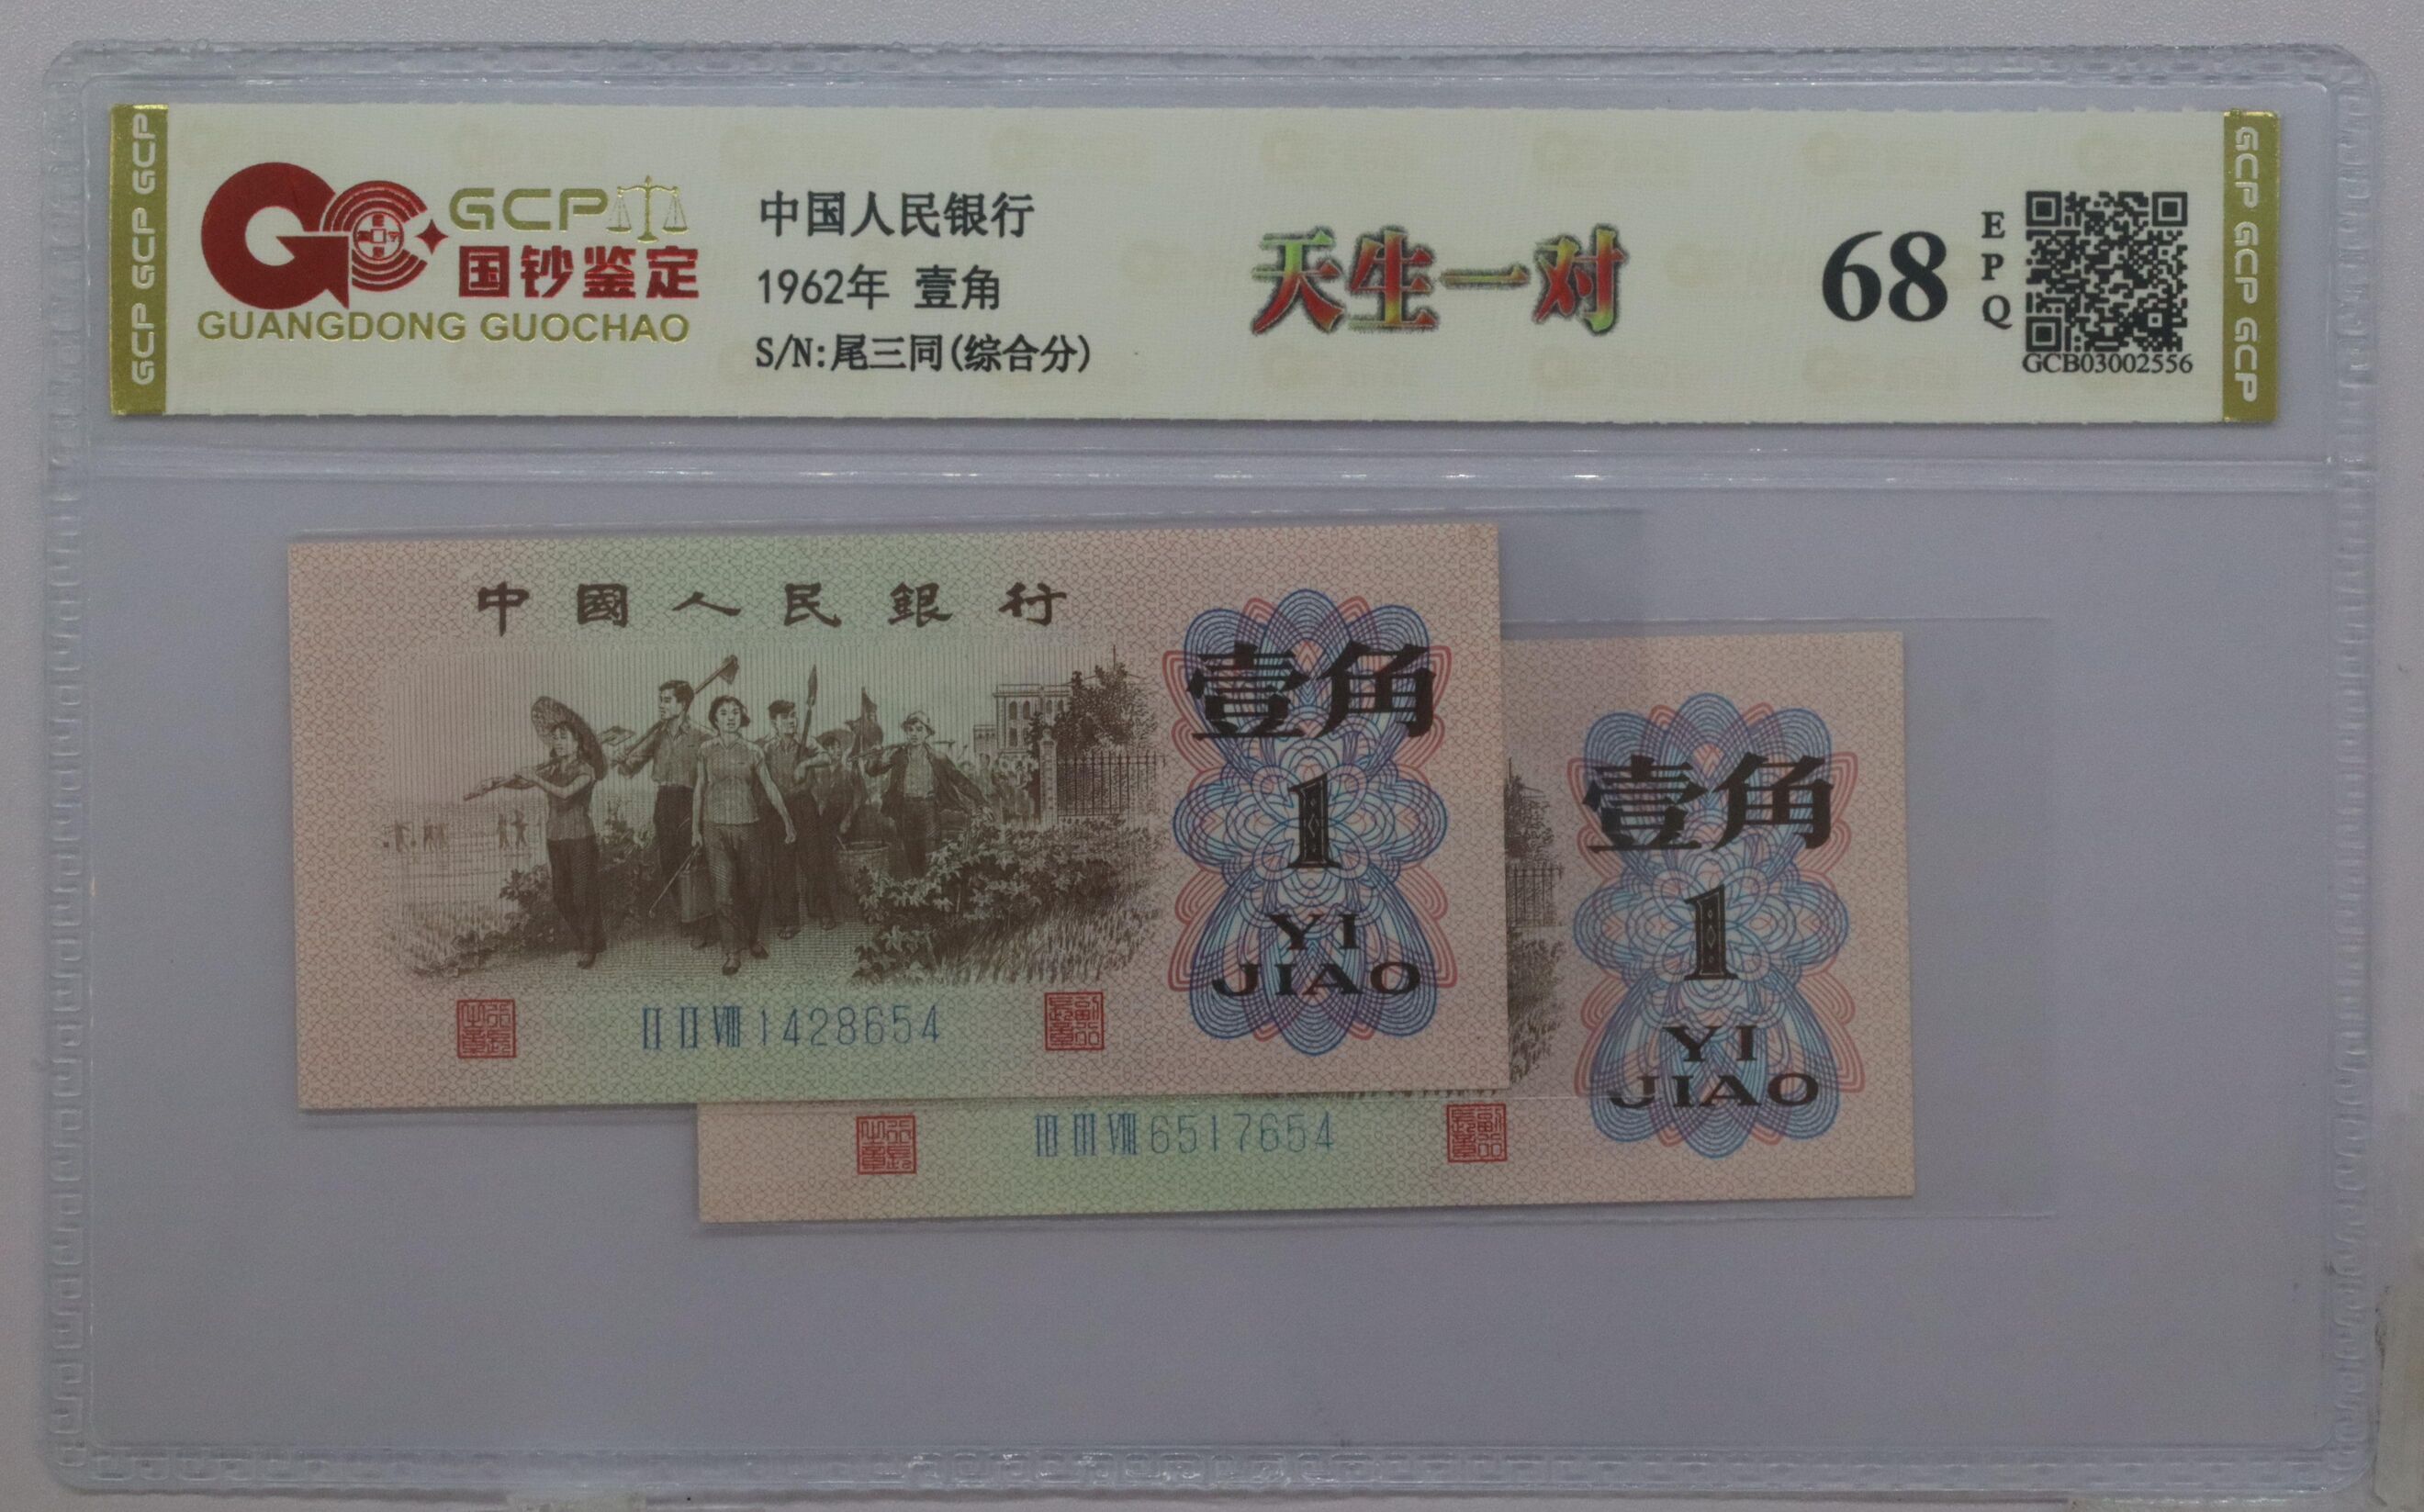 GCP GCP GCP
GCP
国钞鉴定
GUANGDONG GUOCHAO
中国人民银行
1962年 壹角
S/N:尾三同(综合分)
天生一对
68
EPQ
GCB03002556
GCP GCP GCP GCP
中國人民銀行
壹角
1
YI
JIAO
II II VIII 1428654
壹角
1
YI
JIAO
III III VIII 6517654